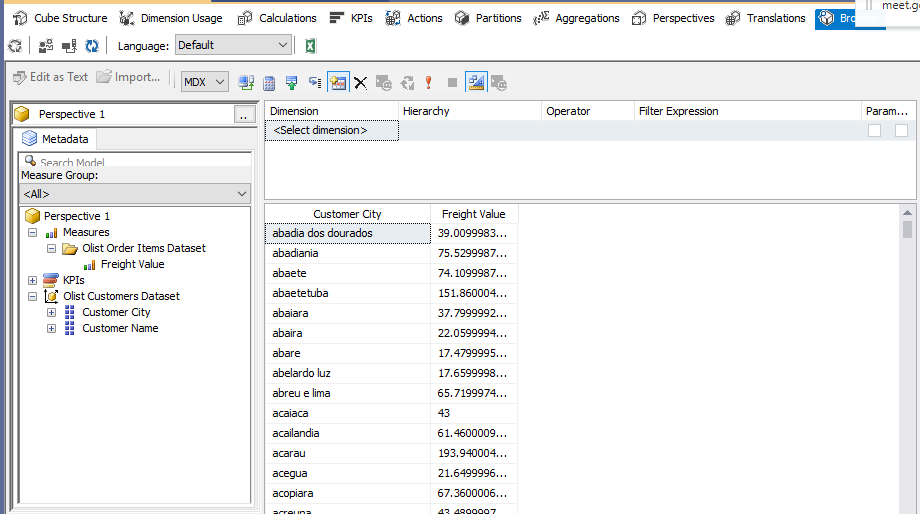 meet.g
Cube Structure Dimension Usage Calculations KPIs Actions Partitions Aggregations Perspectives Translations
Language: Default
Edit as Text Import... MDX
Perspective 1 ..
Metadata
Search Model
Measure Group:
<All>
Perspective 1
Measures
Olist Order Items Dataset
Freight Value
KPIs
Olist Customers Dataset
Customer City
Customer Name
Dimension Hierarchy Operator Filter Expression Param...
<Select dimension>
Customer City Freight Value
abadia dos dourados 39.0099983...
abadiania 75.5299987...
abaete 74.1099987...
abaetetuba 151.860004...
abaiara 37.7999992...
abaira 22.0599994...
abare 17.4799995...
abelardo luz 17.6599998...
abreu e lima 65.7199974...
acaiaca 43
acailandia 61.4600009...
acarau 193.940004...
acegua 21.6499996...
acopiara 67.3600006...
acreuna 43.4899997